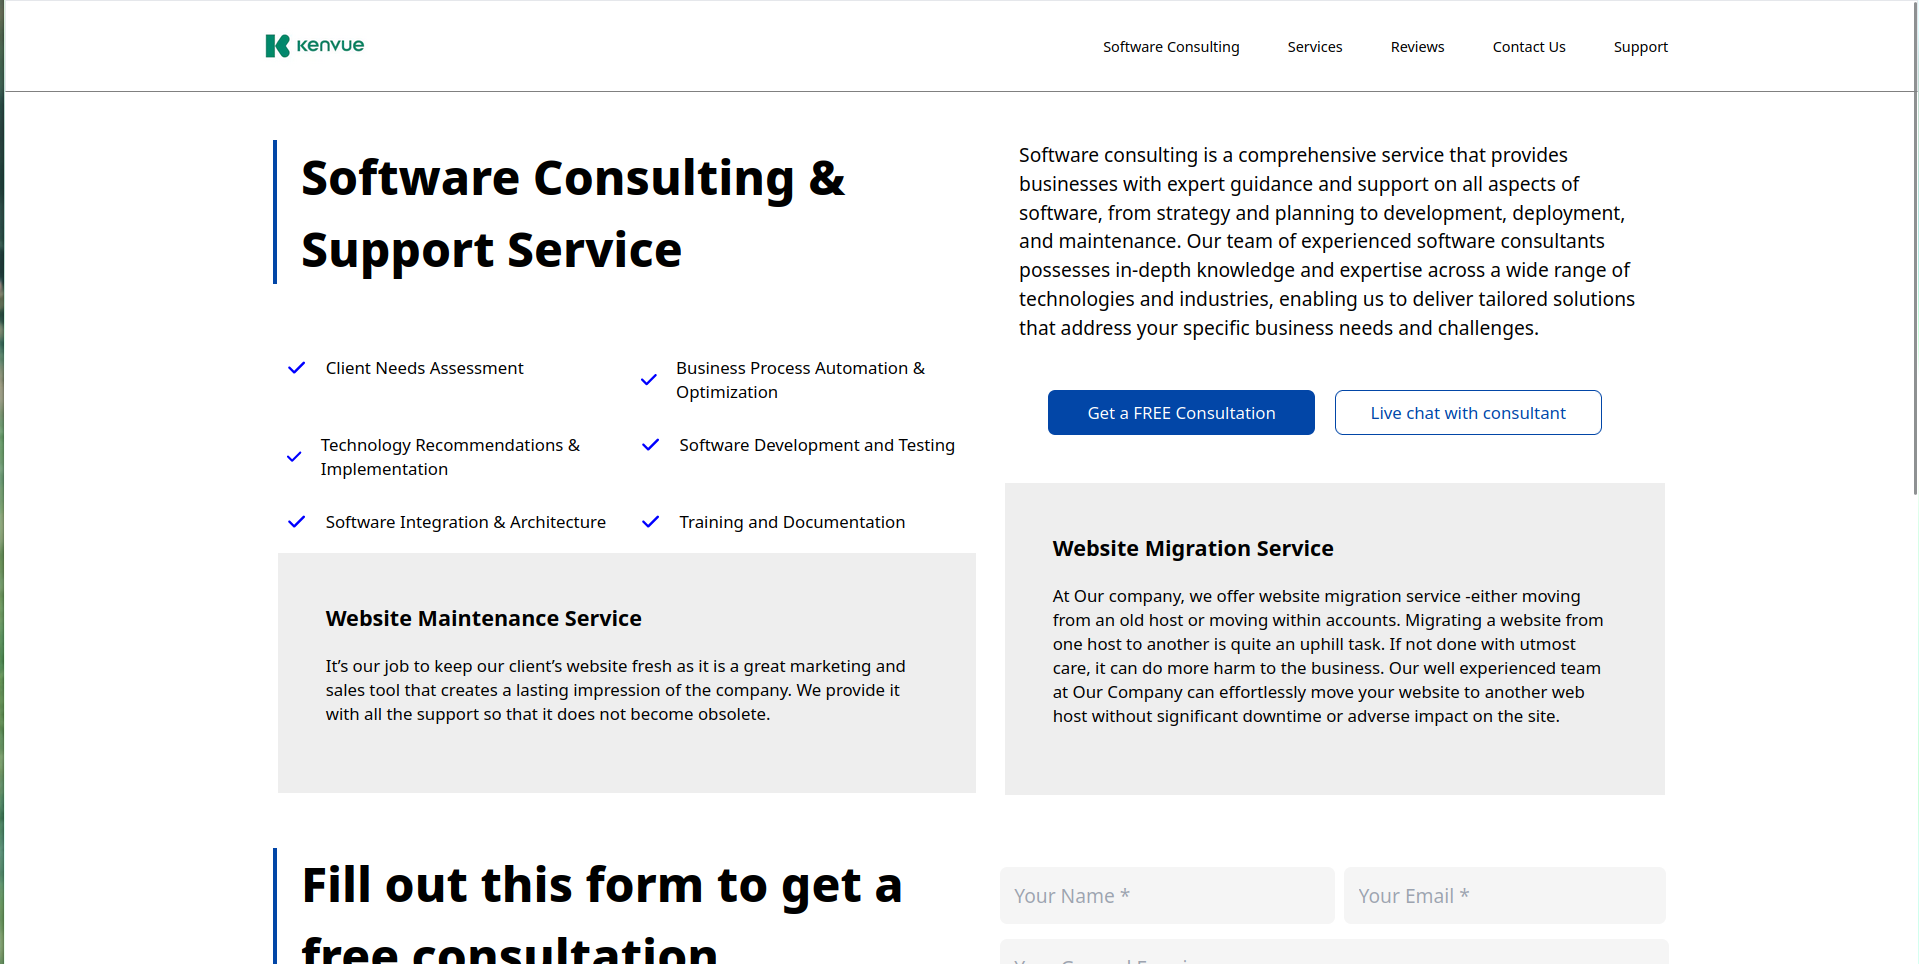 Kenvue
Software Consulting
Services
Reviews
Contact Us
Support
Software Consulting &
Support Service
Client Needs Assessment
Business Process Automation &
Optimization
Technology Recommendations &
Implementation
Software Development and Testing
Software Integration & Architecture
Training and Documentation
Website Maintenance Service
It’s our job to keep our client’s website fresh as it is a great marketing and
sales tool that creates a lasting impression of the company. We provide it
with all the support so that it does not become obsolete.
Software consulting is a comprehensive service that provides
businesses with expert guidance and support on all aspects of
software, from strategy and planning to development, deployment,
and maintenance. Our team of experienced software consultants
possesses in-depth knowledge and expertise across a wide range of
technologies and industries, enabling us to deliver tailored solutions
that address your specific business needs and challenges.
Get a FREE Consultation
Live chat with consultant
Website Migration Service
At Our company, we offer website migration service -either moving
from an old host or moving within accounts. Migrating a website from
one host to another is quite an uphill task. If not done with utmost
care, it can do more harm to the business. Our well experienced team
at Our Company can effortlessly move your website to another web
host without significant downtime or adverse impact on the site.
Fill out this form to get a
free consultation
Your Name *
Your Email *